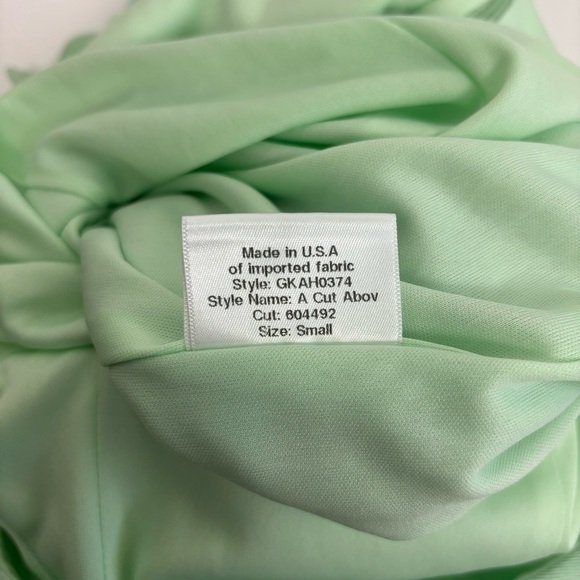 Made in U.S.A
of imported fabric
Style: GKAH0374
Style Name: A Cut Abov
Cut: 604492
Size: Small